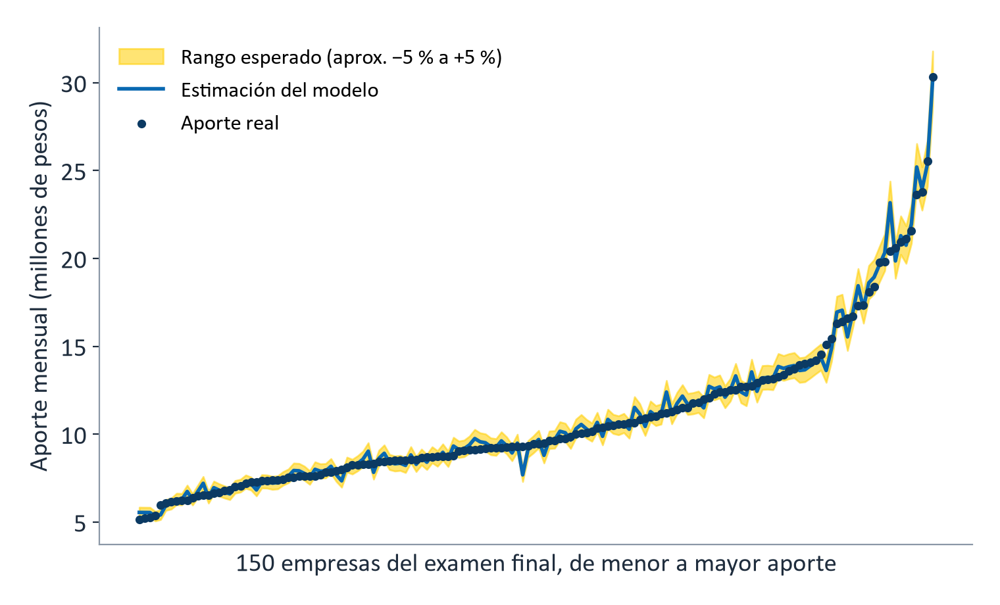 Rango esperado (aprox. −5 % a +5 %)
Estimación del modelo
Aporte real
Aporte mensual (millones de pesos)
30
25
20
15
10
5
150 empresas del examen final, de menor a mayor aporte